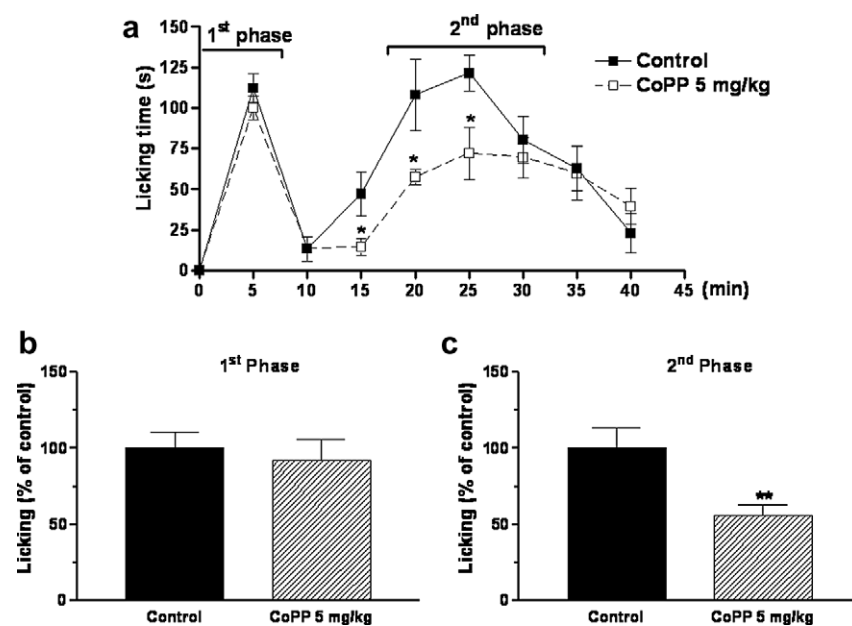 a
1st phase
2nd phase
Control
CoPP 5 mg/kg
Licking time (s)
150
125
100
75
50
25
0
*
*
*
0 5 10 15 20 25 30 35 40 45 (min)
b
1st Phase
Licking (% of control)
150
100
50
0
Control CoPP 5 mg/kg
c
2nd Phase
Licking (% of control)
150
100
50
0
**
Control CoPP 5 mg/kg